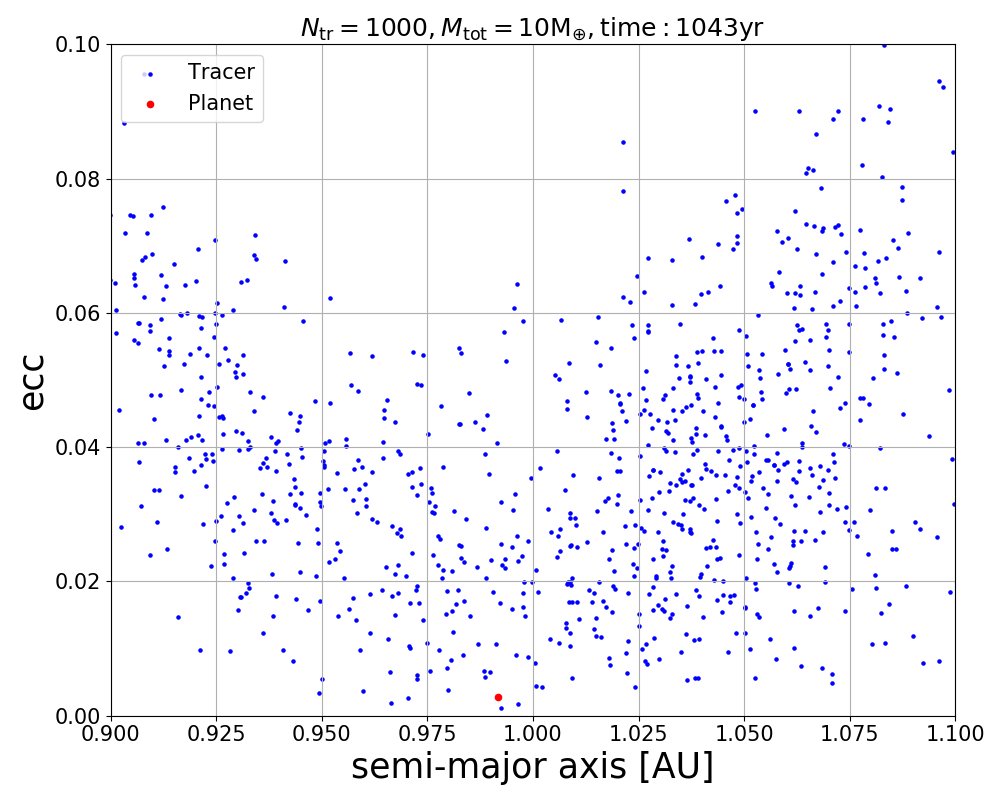 N_tr = 1000, M_tot = 10M_⊕, time : 1043yr
0.10
Tracer
Planet
0.08
0.06
ecc
0.04
0.02
0.00
0.900 0.925 0.950 0.975 1.000 1.025 1.050 1.075 1.100
semi-major axis [AU]